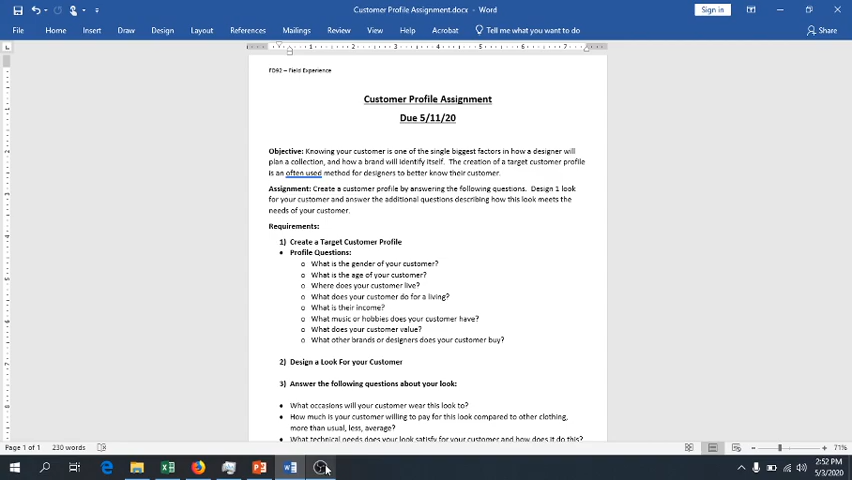 Customer Profile Assignment.docx - Word
Sign in
File Home Insert Draw Design Layout References Mailings Review View Help Acrobat Tell me what you want to do Share
1 2 3 4 5 6 7
FD92 – Field Experience
Customer Profile Assignment
Due 5/11/20
Objective: Knowing your customer is one of the single biggest factors in how a designer will
plan a collection, and how a brand will identify itself. The creation of a target customer profile
is an often used method for designers to better know their customer.
Assignment: Create a customer profile by answering the following questions. Design 1 look
for your customer and answer the additional questions describing how this look meets the
needs of your customer.
Requirements:
1) Create a Target Customer Profile
• Profile Questions:
o What is the gender of your customer?
o What is the age of your customer?
o Where does your customer live?
o What does your customer do for a living?
o What is their income?
o What music or hobbies does your customer have?
o What does your customer value?
o What other brands or designers does your customer buy?
2) Design a Look For your Customer
3) Answer the following questions about your look:
• What occasions will your customer wear this look to?
• How much is your customer willing to pay for this look compared to other clothing,
more than usual, less, average?
• What technical needs does your look satisfy for your customer and how does it do this?
Page 1 of 1 230 words 71%
2:52 PM
5/3/2020